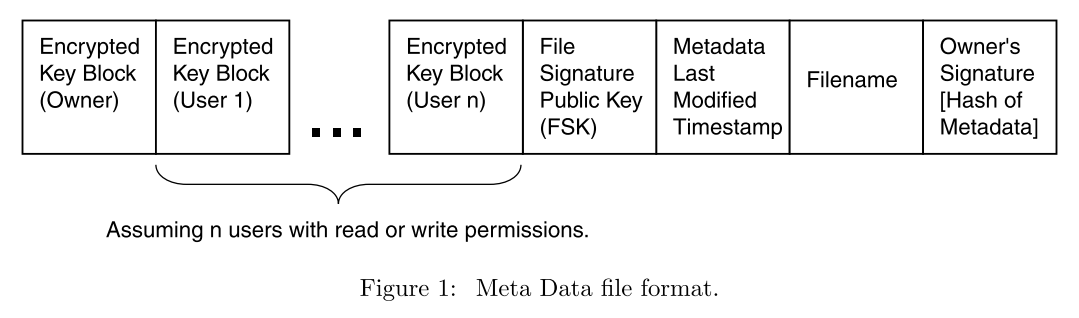 Encrypted
Key Block
(Owner)
Encrypted
Key Block
(User 1)
...
Encrypted
Key Block
(User n)
File
Signature
Public Key
(FSK)
Metadata
Last
Modified
Timestamp
Filename
Owner's
Signature
[Hash of
Metadata]
Assuming n users with read or write permissions.
Figure 1: Meta Data file format.